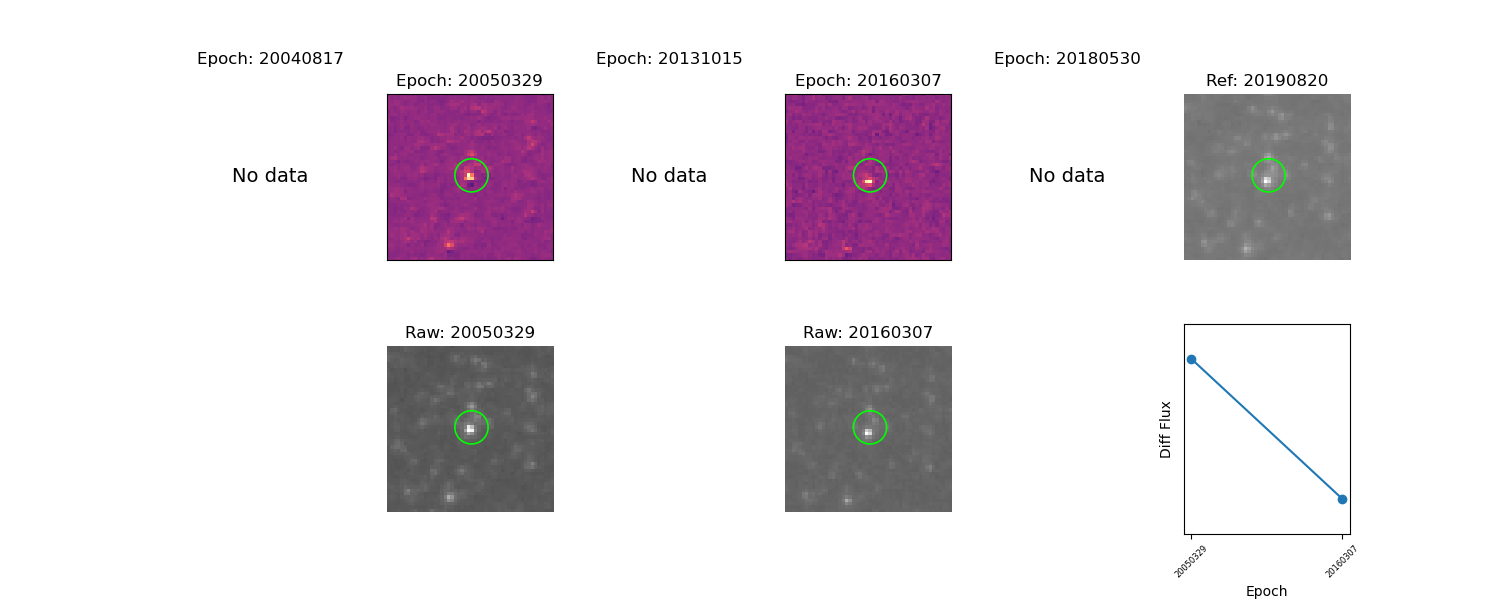 Epoch: 20040817
Epoch: 20050329
Epoch: 20131015
Epoch: 20160307
Epoch: 20180530
Ref: 20190820
No data
No data
No data
Raw: 20050329
Raw: 20160307
Diff Flux
20050329
20160307
Epoch